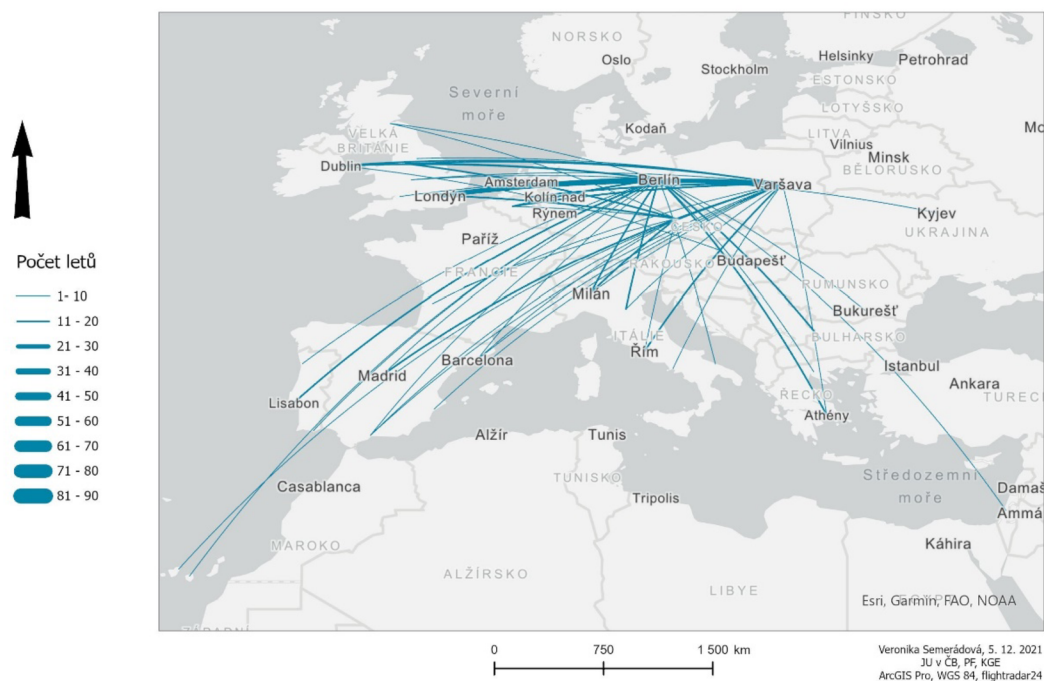 FINSKO
NORSKO
Helsinky
Petrohrad
Oslo
Stockholm
ESTONSKO
Severní
moře
LOTYŠSKO
Kodaň
Mo
VELKÁ
BRITÁNIE
LITVA
Vilnius
Minsk
Dublin
BĚLORUSKO
Amsterdam
Berlín
Varšava
Londýn
Kolín nad
Rýnem
Kyjev
ČESKO
UKRAJINA
Paříž
Počet letů
RAKOUSKO
Budapešť
FRANCIE
RUMUNSKO
1- 10
Milán
Bukurešť
11 - 20
ITÁLIE
BULHARSKO
21 - 30
Řím
Barcelona
Istanbul
31 - 40
Madrid
Ankara
41 - 50
Lisabon
ŘECKO
TURECK
51 - 60
Athény
61 - 70
Alžír
Tunis
71 - 80
Středozemní
moře
81 - 90
Casablanca
TUNISKO
Damaš
Tripolis
Ammá
MAROKO
Káhira
ALŽÍRSKO
LIBYE
EGYPT
Esri, Garmin, FAO, NOAA
ZÁPADNÍ
0 750 1 500 km
Veronika Semerádová, 5. 12. 2021
JU v ČB, PF, KGE
ArcGIS Pro, WGS 84, flightradar24